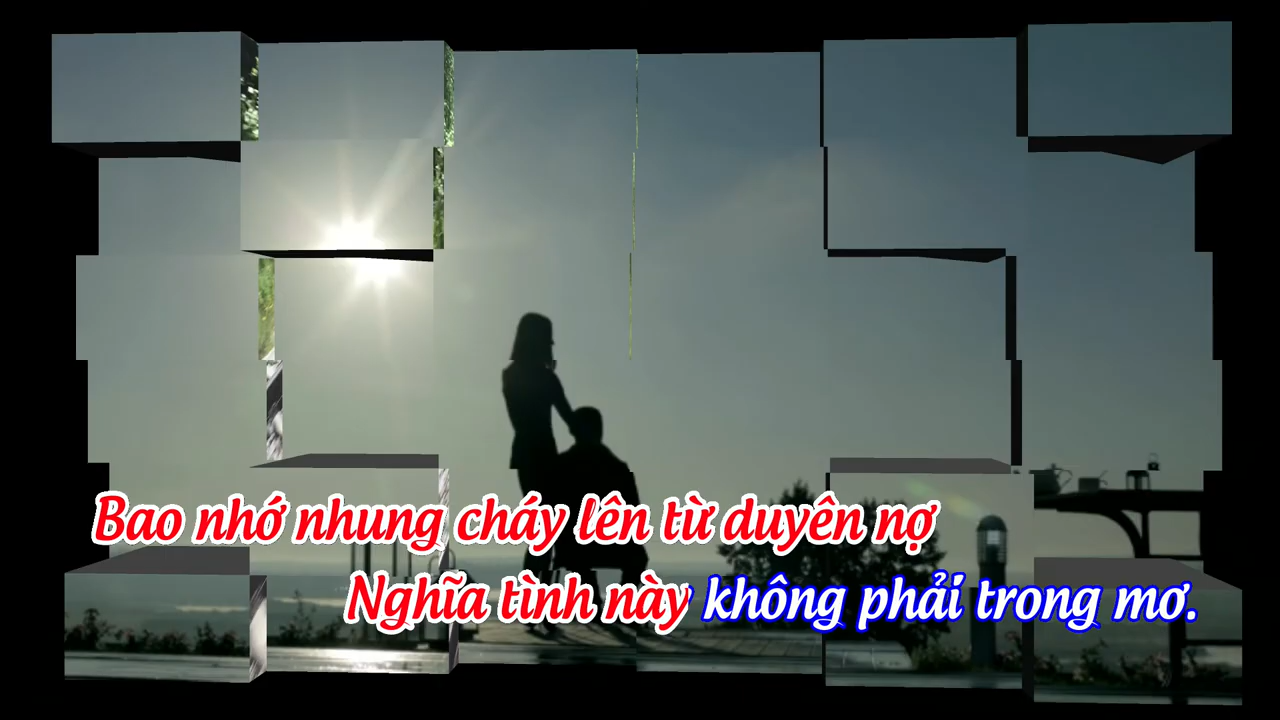 Bao nhớ nhung cháy lên từ duyên nợ
Nghĩa tình này không phải trong mơ.